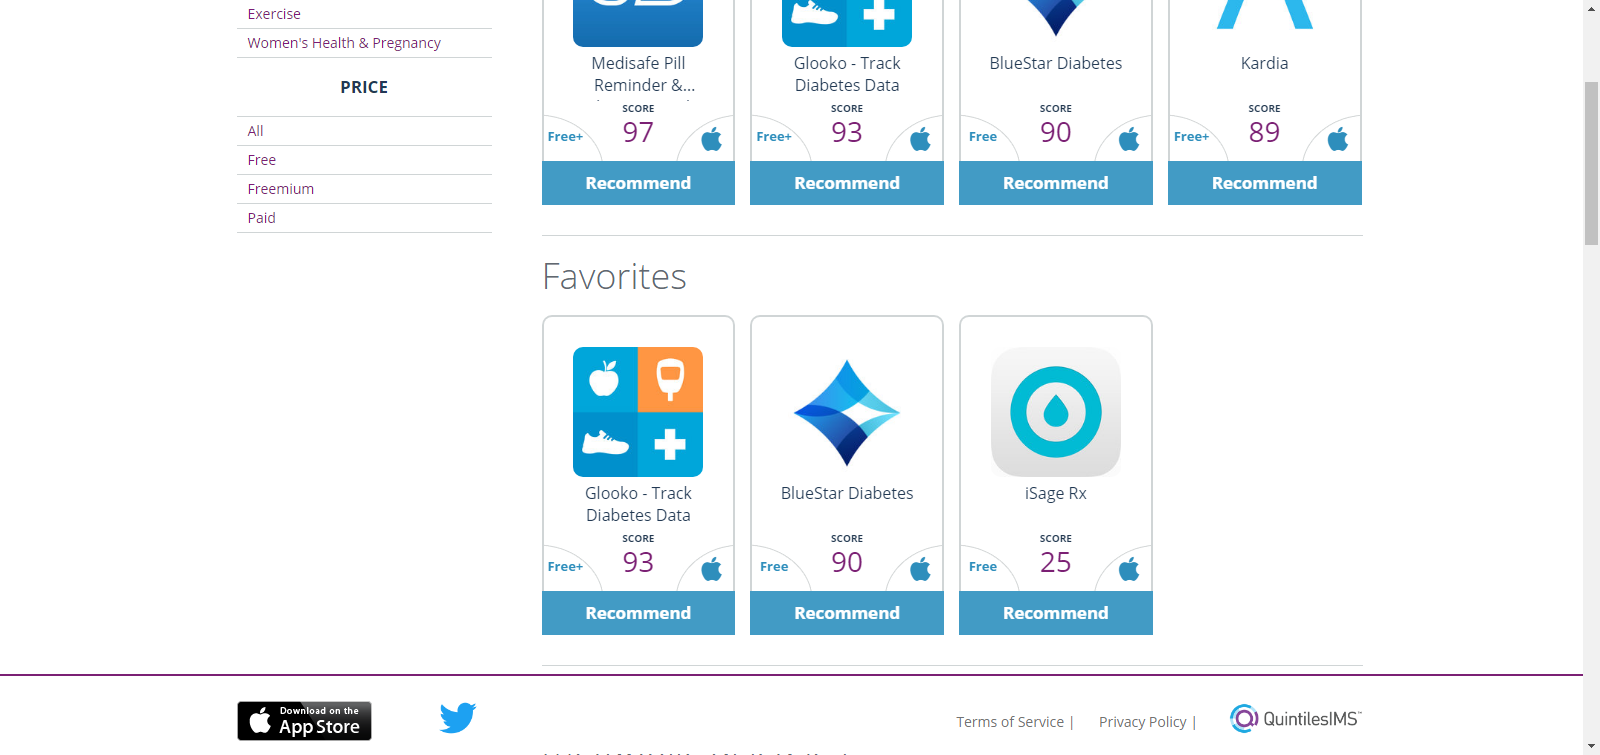 Exercise
Women's Health & Pregnancy
PRICE
All
Free
Freemium
Paid
Medisafe Pill
Reminder &...
SCORE
Free+
97
Recommend
Glooko - Track
Diabetes Data
SCORE
Free+
93
Recommend
BlueStar Diabetes
SCORE
Free
90
Recommend
Kardia
SCORE
Free+
89
Recommend
Favorites
Glooko - Track
Diabetes Data
SCORE
Free+
93
Recommend
BlueStar Diabetes
SCORE
Free
90
Recommend
iSage Rx
SCORE
Free
25
Recommend
Download on the
App Store
Terms of Service |
Privacy Policy |
QuintilesIMS™